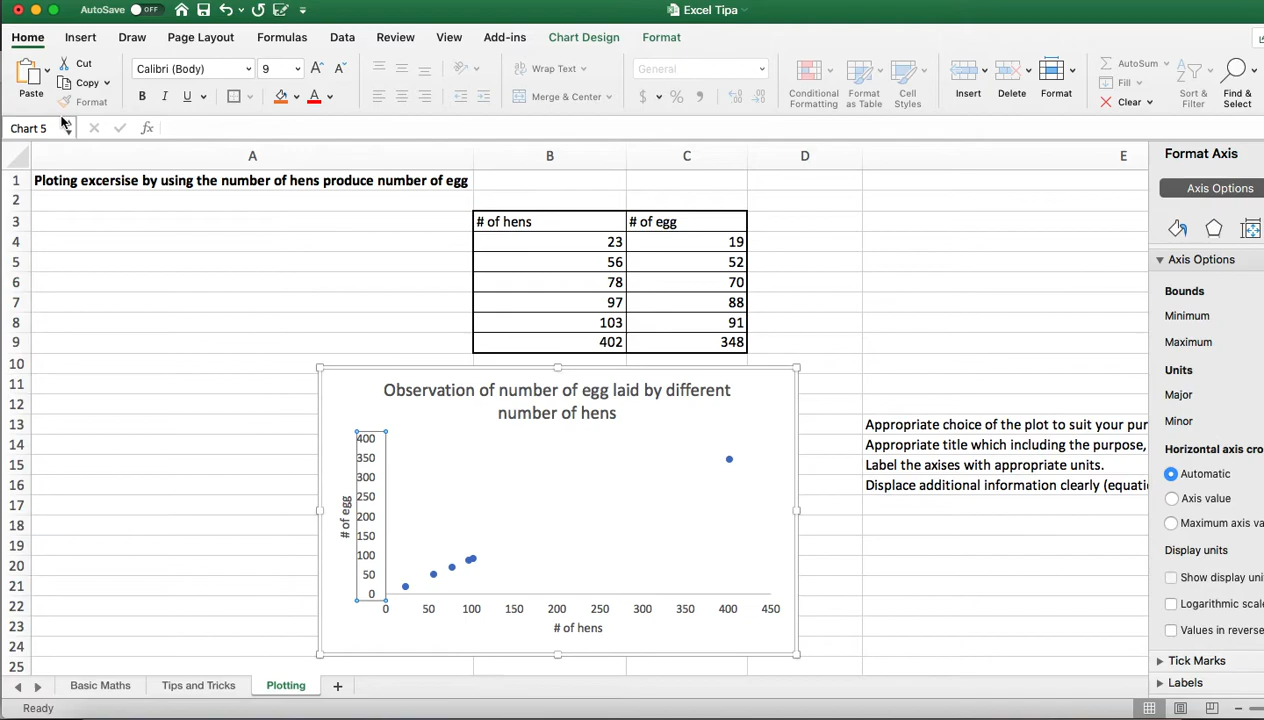 AutoSave OFF
Excel Tipa
Home Insert Draw Page Layout Formulas Data Review View Add-ins Chart Design Format
Paste
Cut
Copy
Format
Calibri (Body) 9 A A
B I U A
Wrap Text
Merge & Center
General
$ %
Conditional Formatting
Format as Table
Cell Styles
Insert
Delete
Format
AutoSum
Fill
Clear
Sort & Filter
Find & Select
Chart 5 fx
A B C D E
1 Ploting excersise by using the number of hens produce number of egg
2
3 # of hens # of egg
4 23 19
5 56 52
6 78 70
7 97 88
8 103 91
9 402 348
10
11
12
13 Appropriate choice of the plot to suit your pur
14 Appropriate title which including the purpose,
15 Label the axises with appropriate units.
16 Displace additional information clearly (equati
17
18
19
20
21
22
23
24
25
Observation of number of egg laid by different
number of hens
400
350
300
250
200
150
100
50
0
# of egg
0 50 100 150 200 250 300 350 400 450
# of hens
Format Axis
Axis Options
Axis Options
Bounds
Minimum
Maximum
Units
Major
Minor
Horizontal axis cro
Automatic
Axis value
Maximum axis va
Display units
Show display uni
Logarithmic scale
Values in reverse
Tick Marks
Labels
Basic Maths Tips and Tricks Plotting +
Ready